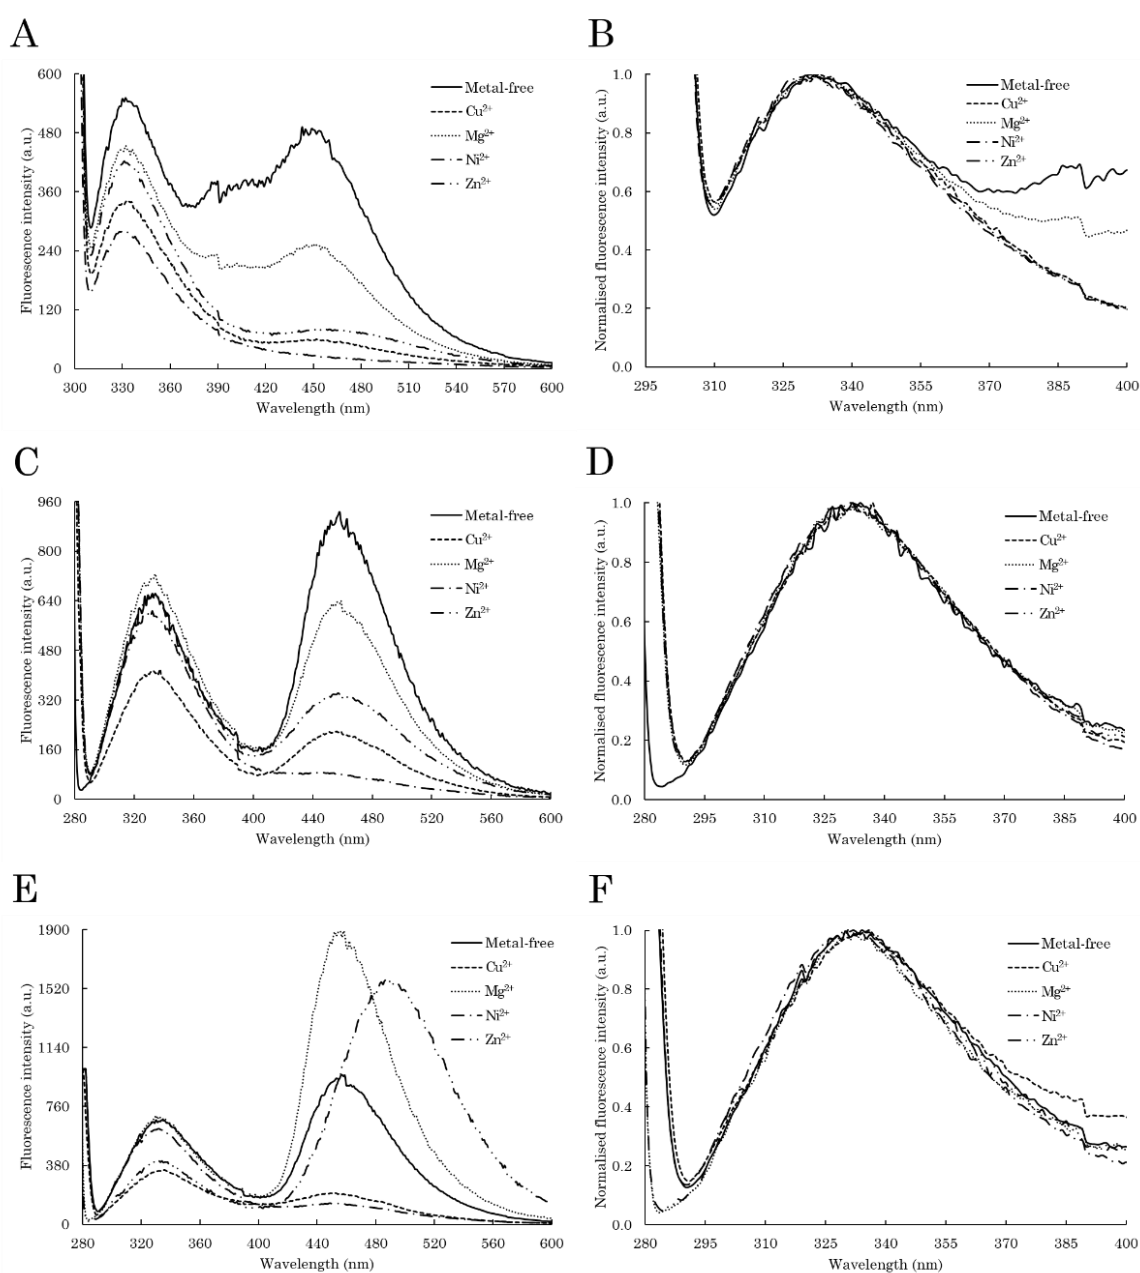 A
Fluorescence intensity (a.u.)
600
480
360
240
120
0
300 330 360 390 420 450 480 510 540 570 600
Wavelength (nm)
Metal-free
Cu²⁺
Mg²⁺
Ni²⁺
Zn²⁺
B
Normalised fluorescence intensity (a.u.)
1.0
0.8
0.6
0.4
0.2
0.0
295 310 325 340 355 370 385 400
Wavelength (nm)
Metal-free
Cu²⁺
Mg²⁺
Ni²⁺
Zn²⁺
C
Fluorescence intensity (a.u.)
960
800
640
480
320
160
0
280 320 360 400 440 480 520 560 600
Wavelength (nm)
Metal-free
Cu²⁺
Mg²⁺
Ni²⁺
Zn²⁺
D
Normalised fluorescence intensity (a.u.)
1.0
0.8
0.6
0.4
0.2
0.0
280 295 310 325 340 355 370 385 400
Wavelength (nm)
Metal-free
Cu²⁺
Mg²⁺
Ni²⁺
Zn²⁺
E
Fluorescence intensity (a.u.)
1900
1520
1140
760
380
0
280 320 360 400 440 480 520 560 600
Wavelength (nm)
Metal-free
Cu²⁺
Mg²⁺
Ni²⁺
Zn²⁺
F
Normalised fluorescence intensity (a.u.)
1.0
0.8
0.6
0.4
0.2
0.0
280 295 310 325 340 355 370 385 400
Wavelength (nm)
Metal-free
Cu²⁺
Mg²⁺
Ni²⁺
Zn²⁺